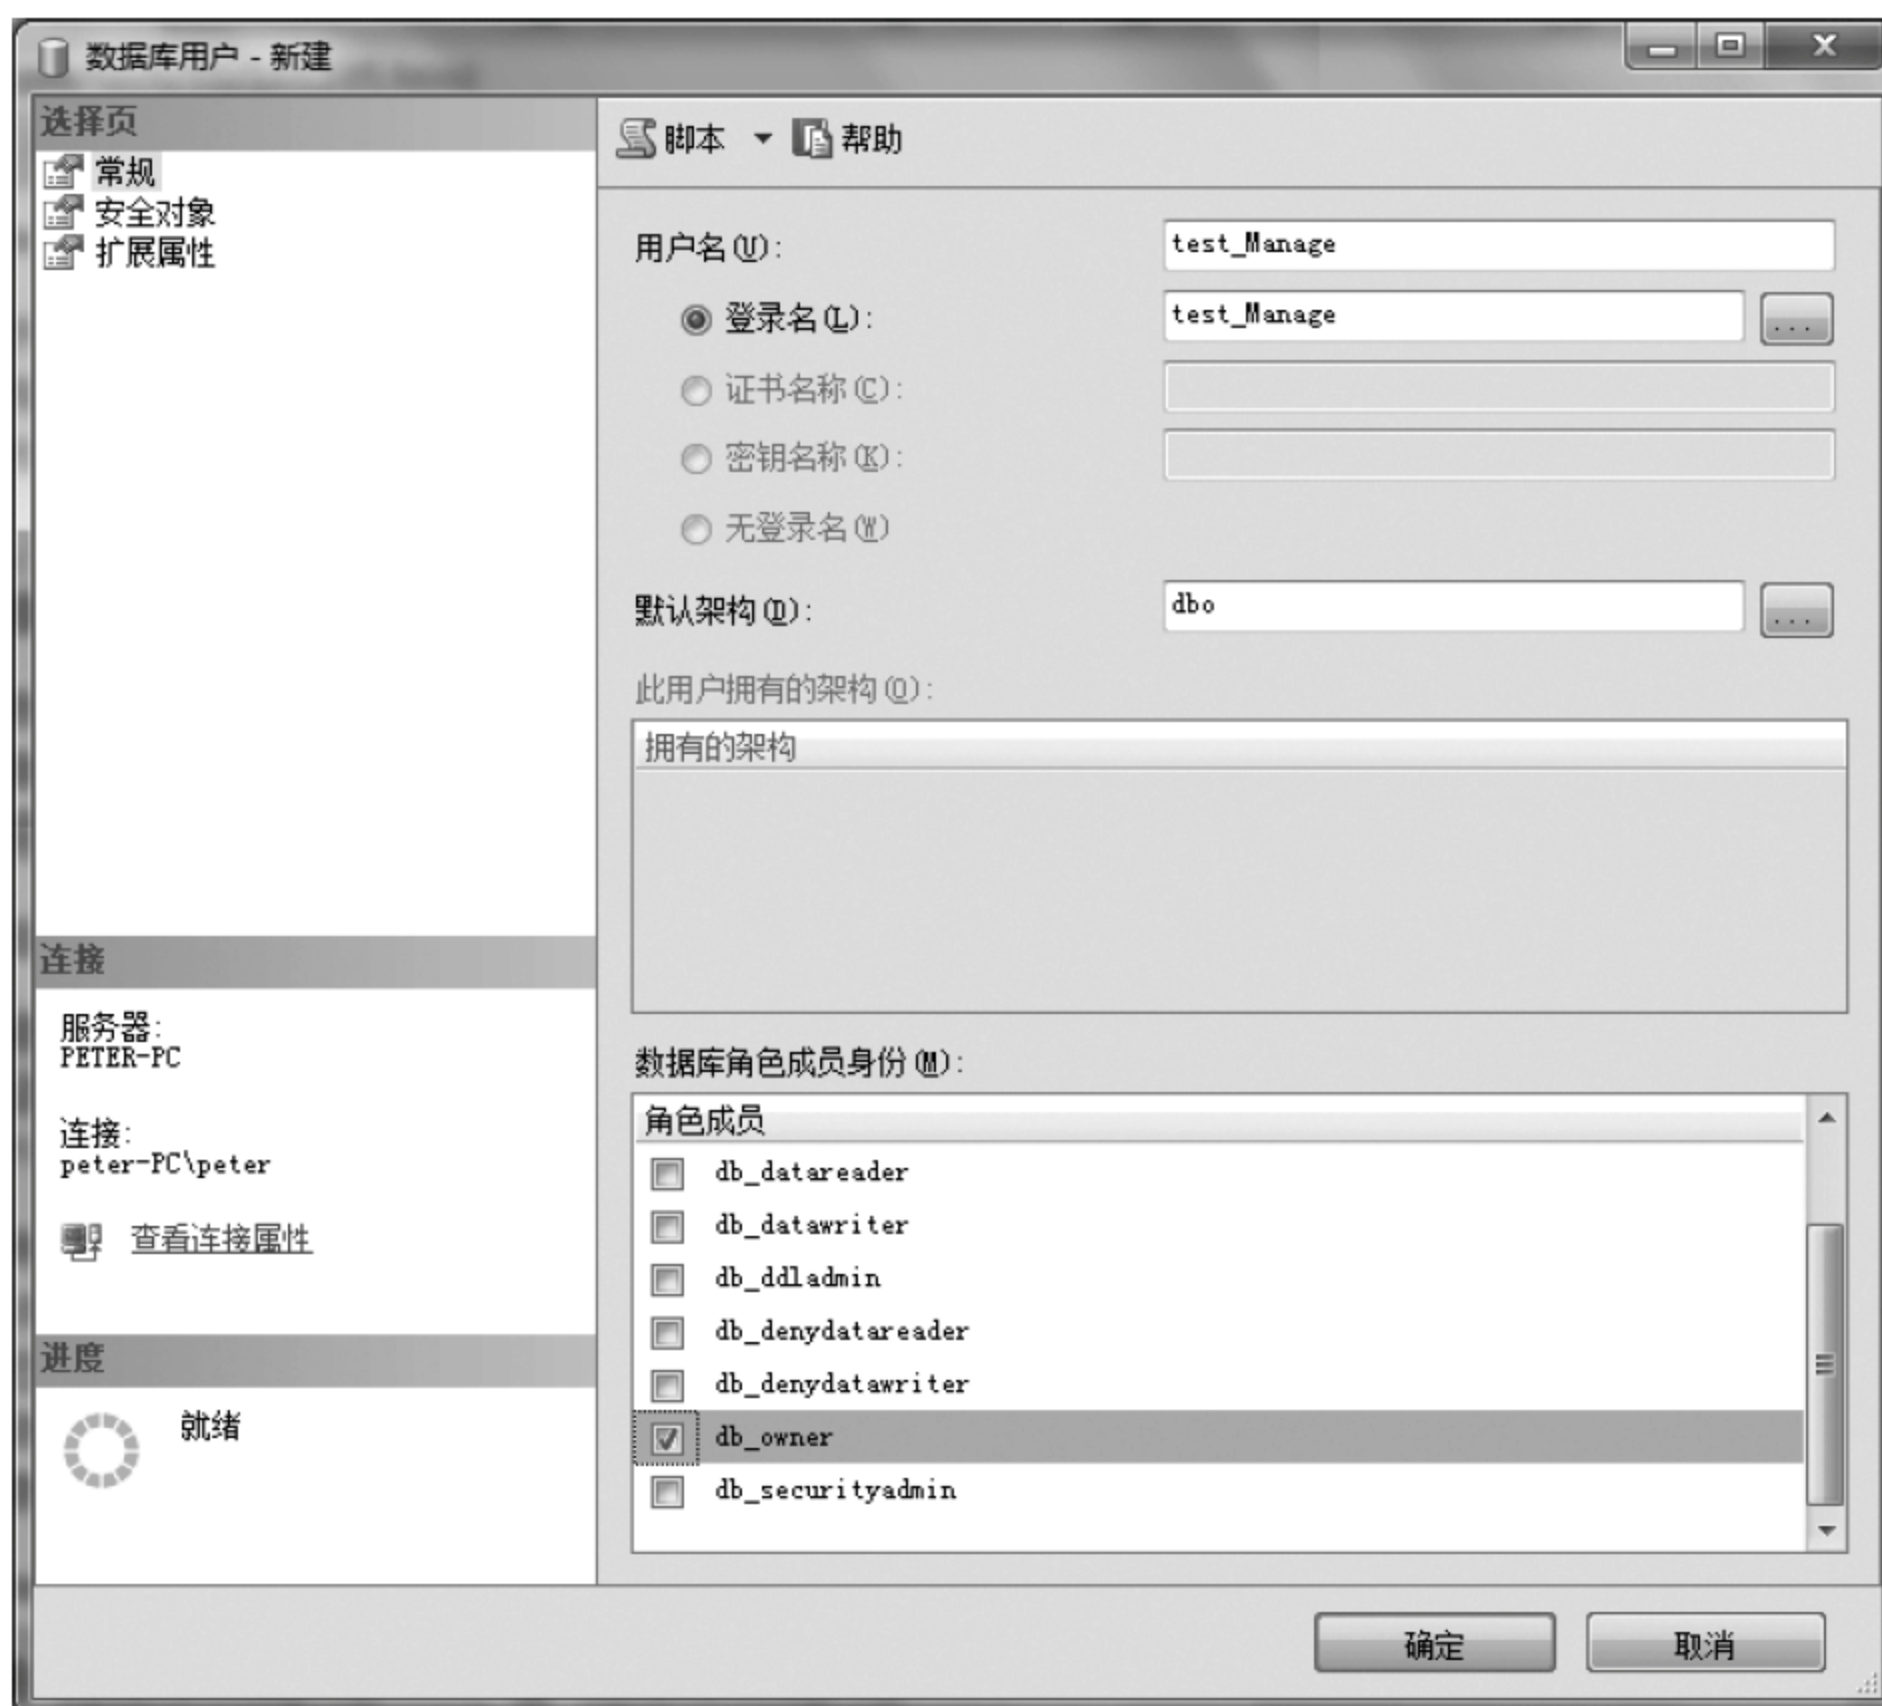 数据库用户 - 新建
选择页
常规
安全对象
扩展属性
脚本
帮助
用户名(U):
test_Manage
登录名(L):
test_Manage
...
证书名称(C):
密钥名称(K):
无登录名(W)
默认架构(D):
dbo
...
此用户拥有的架构(O):
拥有的架构
连接
服务器:
PETER-PC
连接:
peter-PC\peter
查看连接属性
进度
就绪
数据库角色成员身份(M):
角色成员
db_datareader
db_datawriter
db_ddladmin
db_denydatareader
db_denydatawriter
db_owner
db_securityadmin
确定
取消